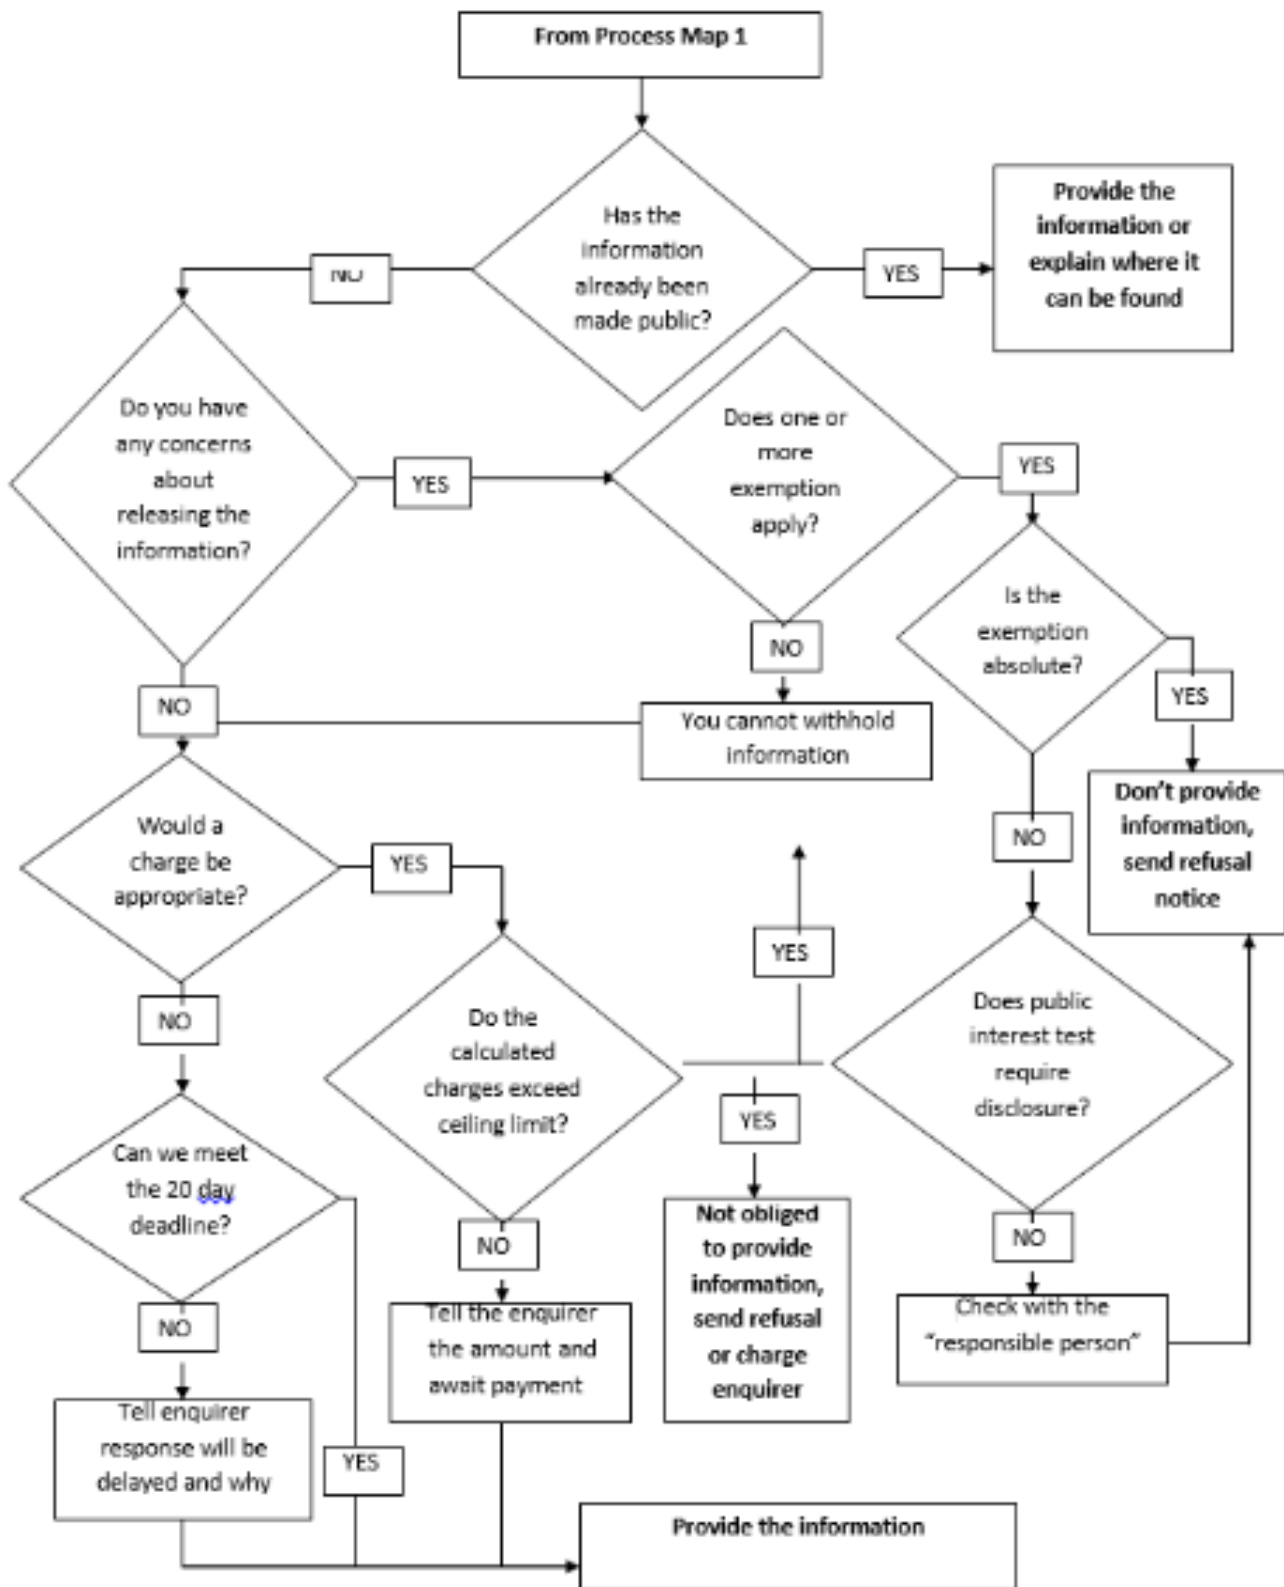 From Process Map 1
Has the
information
already been
made public?
NO
YES
Provide the
information or
explain where it
can be found
Do you have
any concerns
about
releasing the
information?
YES
Does one or
more
exemption
apply?
YES
Is the
exemption
absolute?
NO
YES
NO
You cannot withhold
information
Don't provide
information,
send refusal
notice
Would a
charge be
appropriate?
YES
NO
YES
NO
Do the
calculated
charges exceed
ceiling limit?
Does public
interest test
require
disclosure?
YES
Can we meet
the 20 day
deadline?
NO
NO
Not obliged
to provide
information,
send refusal
or charge
enquirer
NO
Tell the enquirer
the amount and
await payment
Check with the
“responsible person”
Tell enquirer
response will be
delayed and why
YES
Provide the information